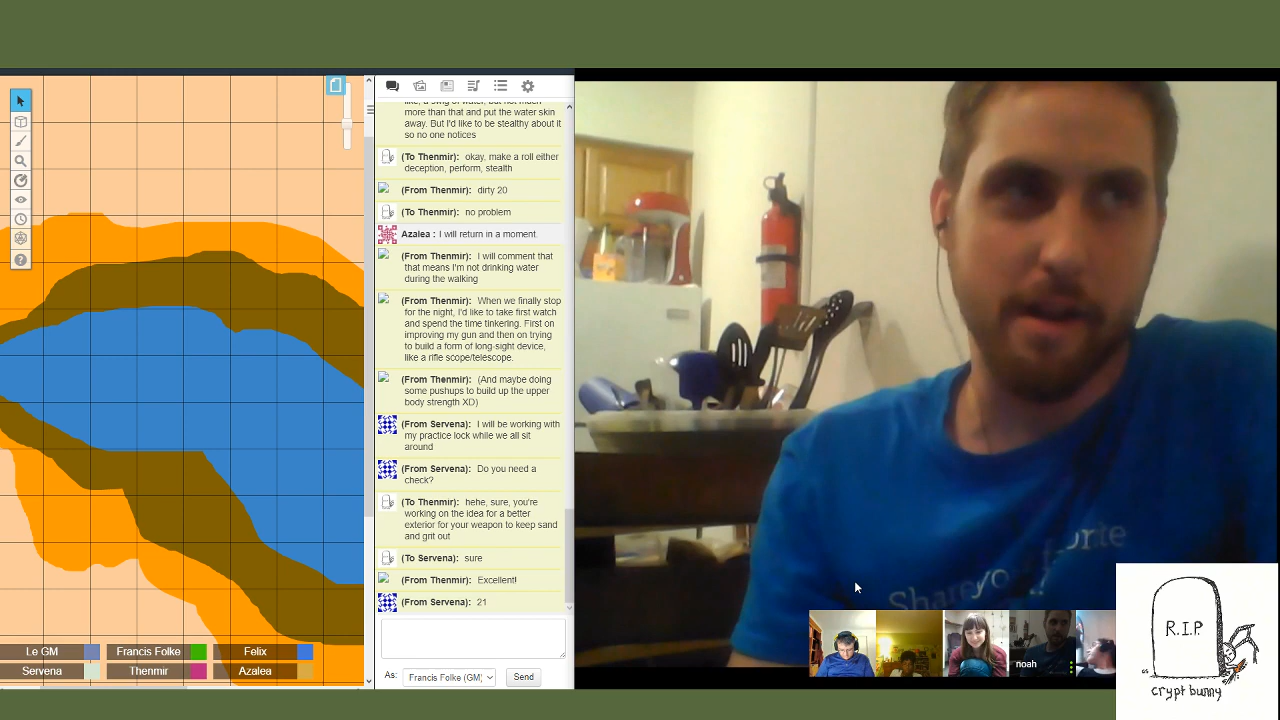 like, a swig of water, but not much
more than that and put the water skin
away. But I'd like to be stealthy about it
so no one notices
(To Thenmir): okay, make a roll either
deception, perform, stealth
(From Thenmir): dirty 20
(To Thenmir): no problem
Azalea : I will return in a moment.
(From Thenmir): I will comment that
that means I'm not drinking water
during the walking
(From Thenmir): When we finally stop
for the night, I'd like to take first watch
and spend the time tinkering. First on
improving my gun and then on trying
to build a form of long-sight device,
like a rifle scope/telescope.
(From Thenmir): (And maybe doing
some pushups to build up the upper
body strength XD)
(From Servena): I will be working with
my practice lock while we all sit
around
(From Servena): Do you need a
check?
(To Thenmir): hehe, sure, you're
working on the idea for a better
exterior for your weapon to keep sand
and grit out
(To Servena): sure
(From Thenmir): Excellent!
(From Servena): 21
As: Francis Folke (GM) Send
Le GM Francis Folke Felix
Servena Thenmir Azalea
noah
R.I.P.
crypt bunny